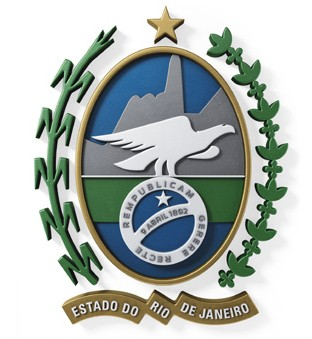 RECTE REMPUBLICAM GERERE
9 ABRIL 1892
ESTADO DO RIO DE JANEIRO